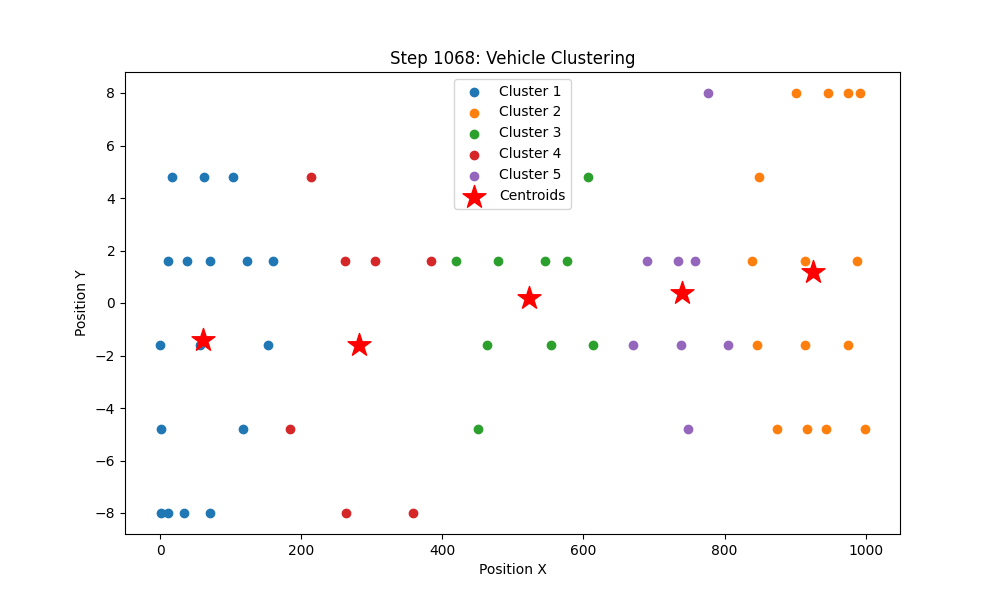 Step 1068: Vehicle Clustering
Cluster 1
Cluster 2
Cluster 3
Cluster 4
Cluster 5
Centroids
Position Y
8
6
4
2
0
−2
−4
−6
−8
0 200 400 600 800 1000
Position X